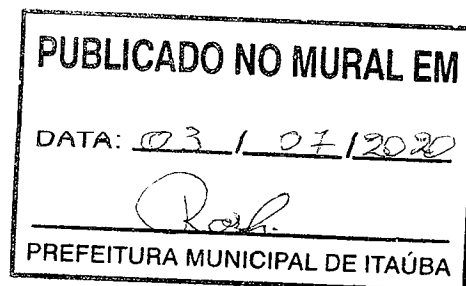 PUBLICADO NO MURAL EM
DATA: 03 / 07 / 2020
PREFEITURA MUNICIPAL DE ITAÚBA